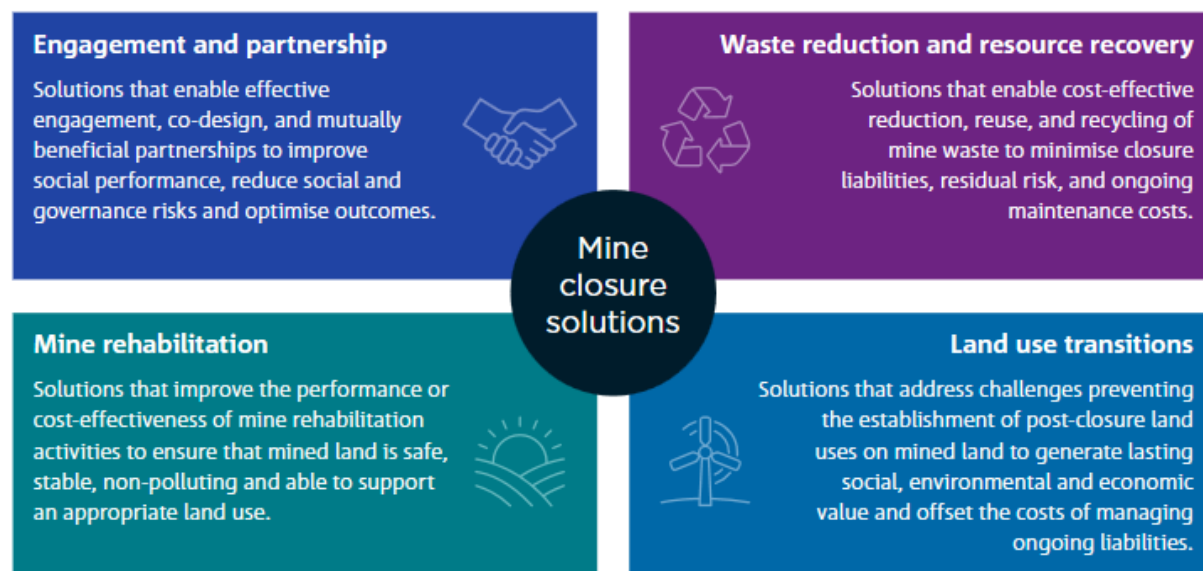 Engagement and partnership
Solutions that enable effective
engagement, co-design, and mutually
beneficial partnerships to improve
social performance, reduce social and
governance risks and optimise outcomes.
Waste reduction and resource recovery
Solutions that enable cost-effective
reduction, reuse, and recycling of
mine waste to minimise closure
liabilities, residual risk, and ongoing
maintenance costs.
Mine
closure
solutions
Mine rehabilitation
Solutions that improve the performance or
cost-effectiveness of mine rehabilitation
activities to ensure that mined land is safe,
stable, non-polluting and able to support
an appropriate land use.
Land use transitions
Solutions that address challenges preventing
the establishment of post-closure land
uses on mined land to generate lasting
social, environmental and economic
value and offset the costs of managing
ongoing liabilities.